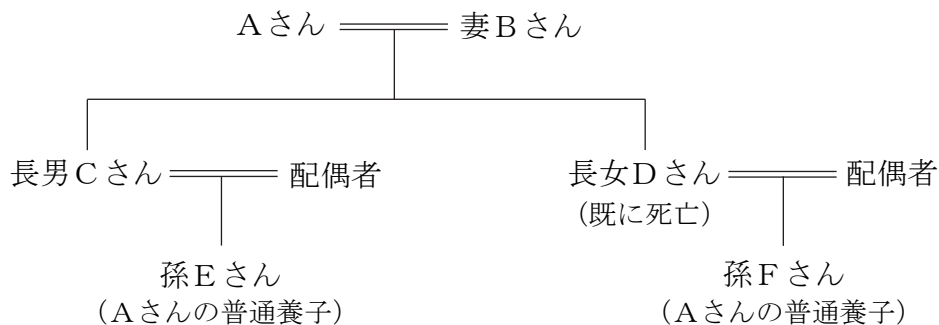 Aさん 妻Bさん
長男Cさん 配偶者 長女Dさん 配偶者
(既に死亡)
孫Eさん 孫Fさん
(Aさんの普通養子) (Aさんの普通養子)